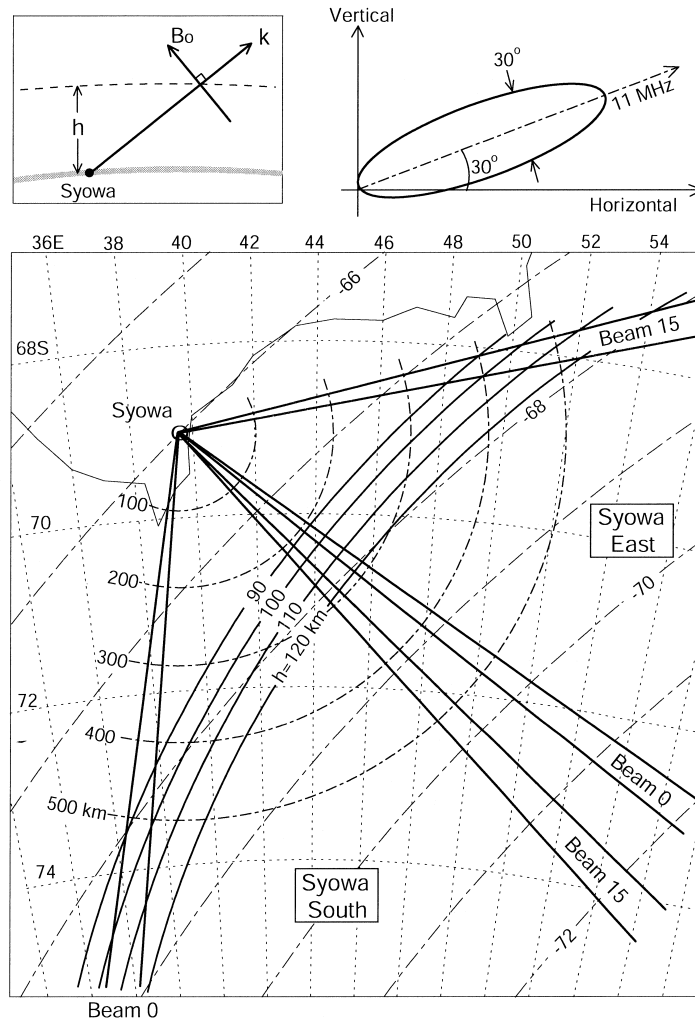 Bo
k
h
Syowa
Vertical
30°
11 MHz
30°
Horizontal
36E 38 40 42 44 46 48 50 52 54
-66
68S
Beam 15
Syowa
-68
100
70
Syowa
East
200
90
100
110
h=120 km
-70
300
72
400
Beam 0
500 km
Beam 15
74
Syowa
South
-72
Beam 0